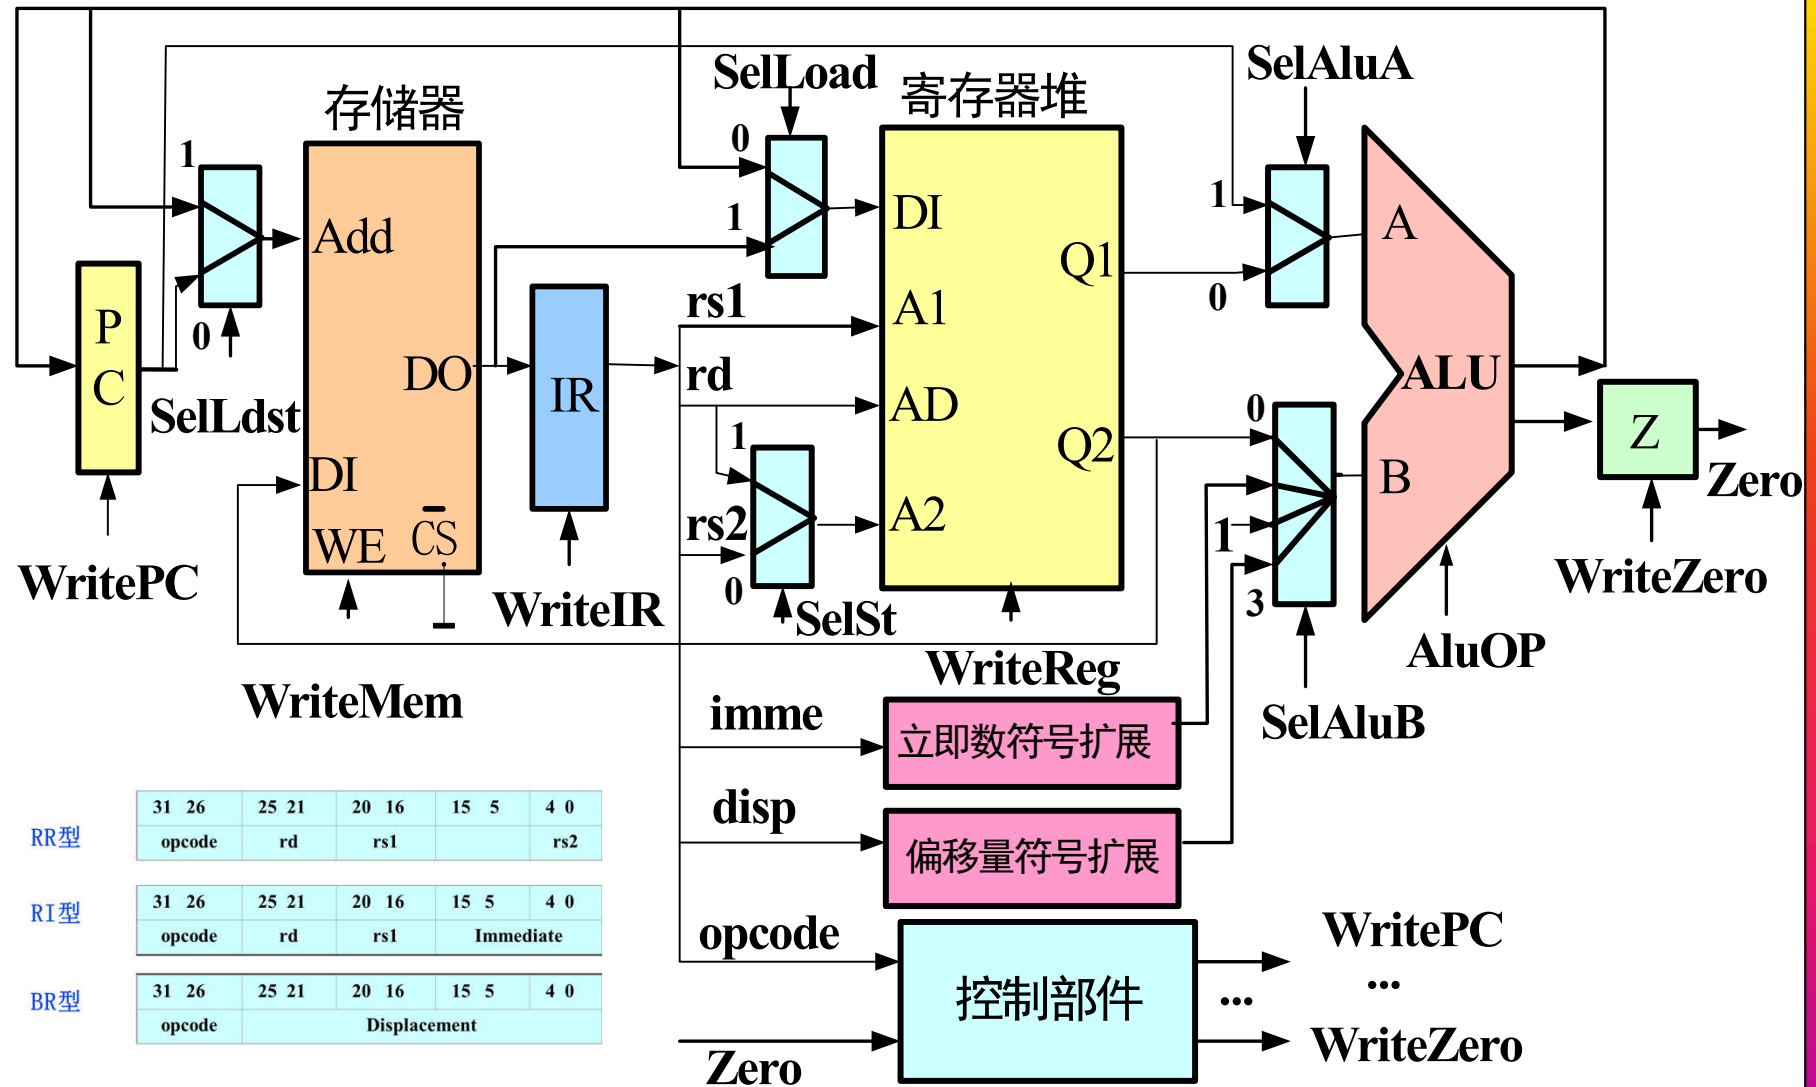 SelLoad
SelAluA
存储器
寄存器堆
1
0
1
0
1
0
Add
DI
A
P
C
Q1
rs1
A1
DO
IR
rd
AD
ALU
SelLdst
0
1
Q2
Z
DI
B
Zero
WE
CS
rs2
A2
1
0
3
WritePC
WriteIR
SelSt
WriteZero
AluOP
WriteReg
WriteMem
imme
立即数符号扩展
SelAluB
disp
偏移量符号扩展
RR型
31 26 25 21 20 16 15 5 4 0
opcode rd rs1 rs2
RI型
31 26 25 21 20 16 15 5 4 0
opcode rd rs1 Immediate
BR型
31 26 25 21 20 16 15 5 4 0
opcode Displacement
opcode
控制部件
WritePC
...
...
WriteZero
Zero